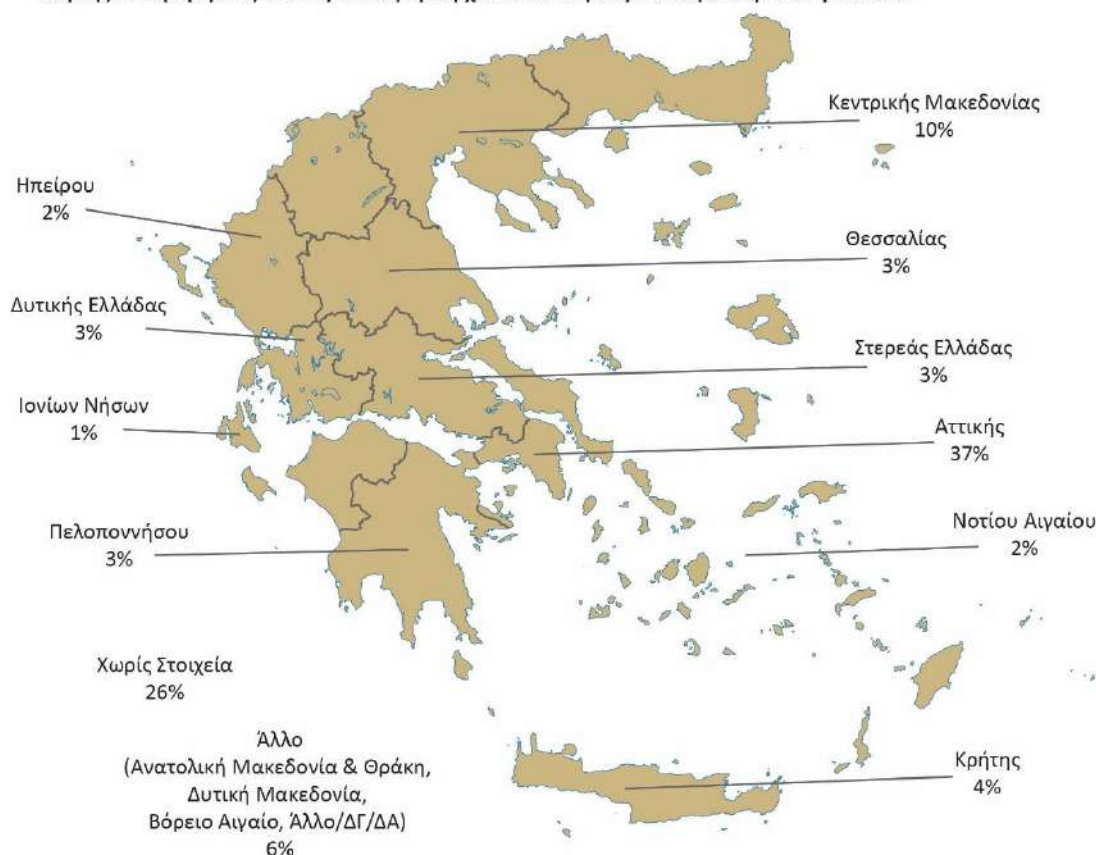 Κεντρικής Μακεδονίας
10%
Ηπείρου
2%
Θεσσαλίας
3%
Δυτικής Ελλάδας
3%
Στερεάς Ελλάδας
3%
Ιονίων Νήσων
1%
Αττικής
37%
Νοτίου Αιγαίου
2%
Πελοποννήσου
3%
Χωρίς Στοιχεία
26%
Άλλο
(Ανατολική Μακεδονία & Θράκη,
Δυτική Μακεδονία,
Βόρειο Αιγαίο, Άλλο/ΔΓ/ΔΑ)
6%
Κρήτης
4%